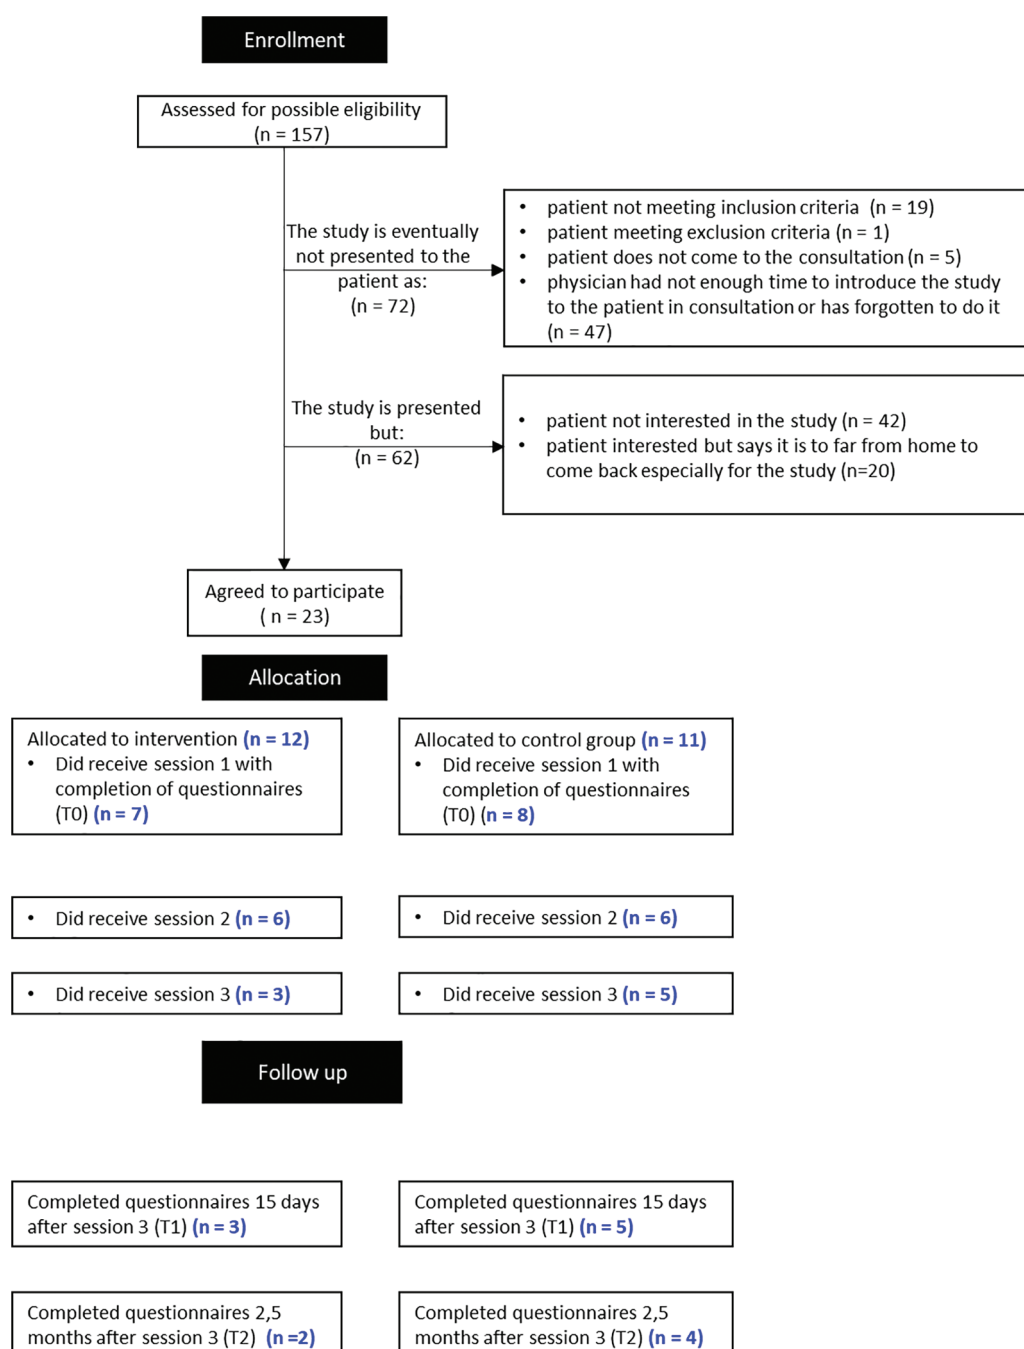 Enrollment
Assessed for possible eligibility
(n = 157)
The study is eventually
not presented to the
patient as:
(n = 72)
• patient not meeting inclusion criteria (n = 19)
• patient meeting exclusion criteria (n = 1)
• patient does not come to the consultation (n = 5)
• physician had not enough time to introduce the study
to the patient in consultation or has forgotten to do it
(n = 47)
The study is presented
but:
(n = 62)
• patient not interested in the study (n = 42)
• patient interested but says it is to far from home to
come back especially for the study (n=20)
Agreed to participate
( n = 23)
Allocation
Allocated to intervention (n = 12)
• Did receive session 1 with
completion of questionnaires
(T0) (n = 7)
Allocated to control group (n = 11)
• Did receive session 1 with
completion of questionnaires
(T0) (n = 8)
• Did receive session 2 (n = 6)
• Did receive session 2 (n = 6)
• Did receive session 3 (n = 3)
• Did receive session 3 (n = 5)
Follow up
Completed questionnaires 15 days
after session 3 (T1) (n = 3)
Completed questionnaires 15 days
after session 3 (T1) (n = 5)
Completed questionnaires 2,5
months after session 3 (T2) (n =2)
Completed questionnaires 2,5
months after session 3 (T2) (n = 4)